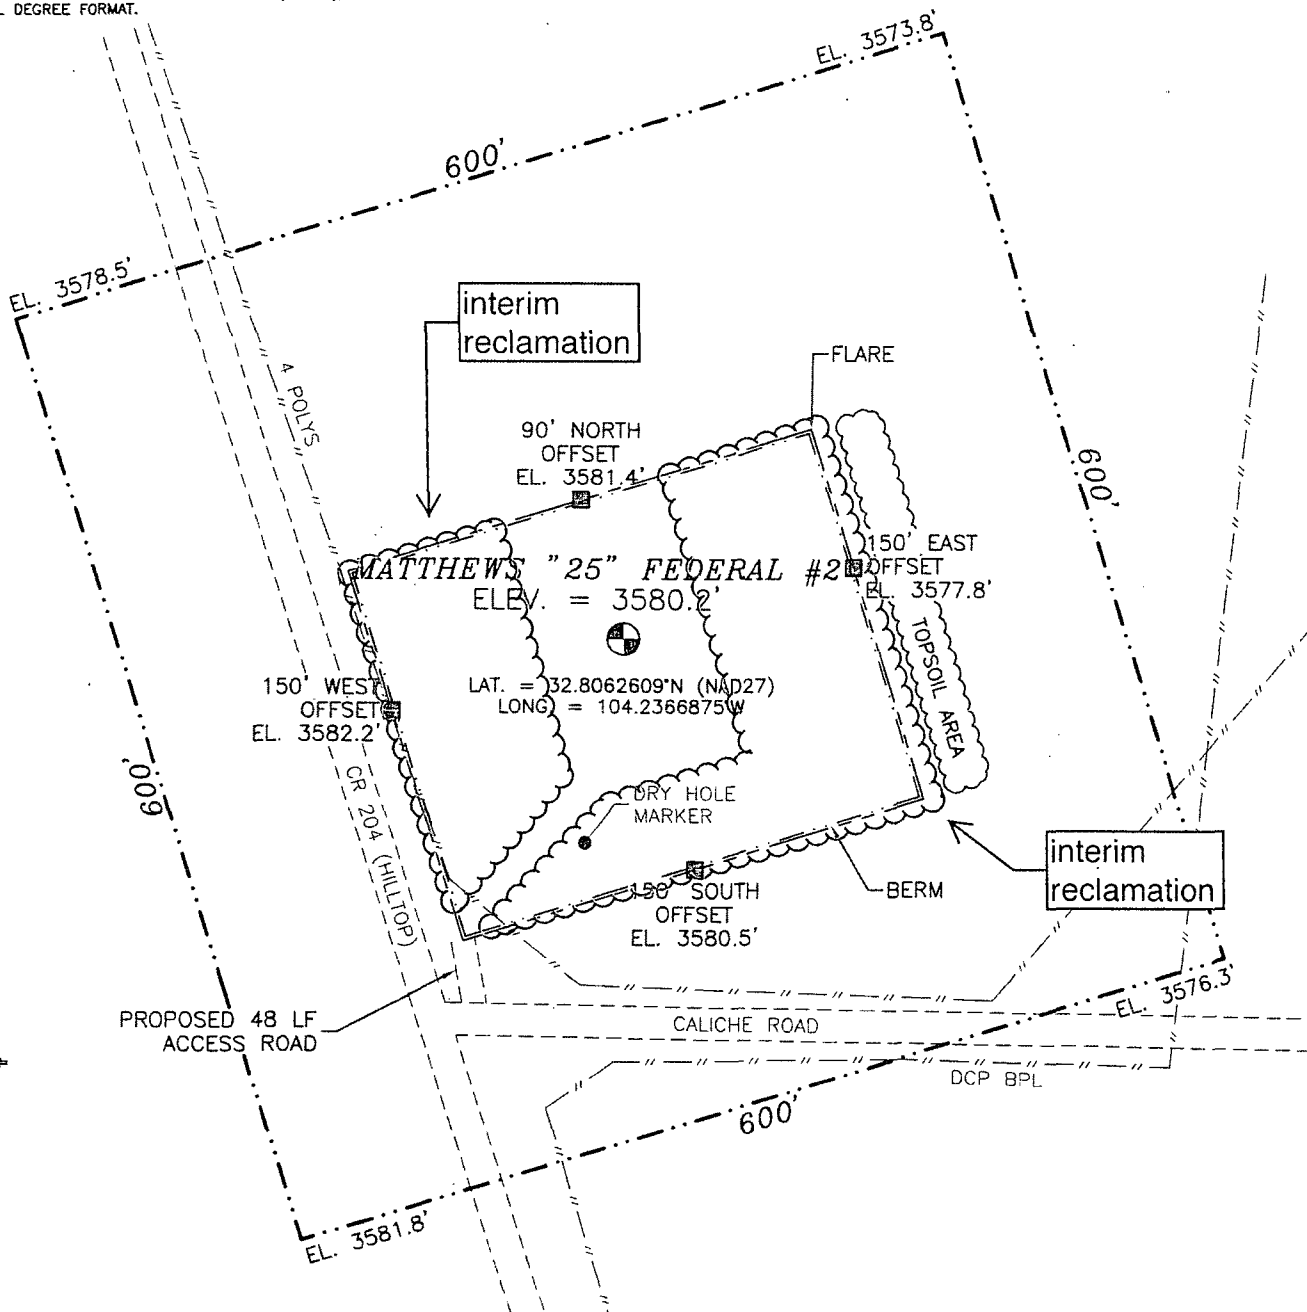 DEGREE FORMAT.
EL. 3573.8'
600'
EL. 3578.5'
interim
reclamation
4 POLYS
FLARE
90' NORTH
OFFSET
EL. 3581.4'
600'
MATTHEWS "25" FEDERAL #2
ELEV. = 3580.2'
150' EAST
OFFSET
EL. 3577.8'
TOPSOIL AREA
LAT. = 32.8062609°N (NAD27)
LONG. = 104.2366875°W
150' WEST
OFFSET
EL. 3582.2'
600'
CR 204 (HILLTOP)
DRY HOLE
MARKER
interim
reclamation
BERM
150' SOUTH
OFFSET
EL. 3580.5'
EL. 3576.3'
PROPOSED 48 LF
ACCESS ROAD
CALICHE ROAD
DCP BPL
600'
EL. 3581.8'